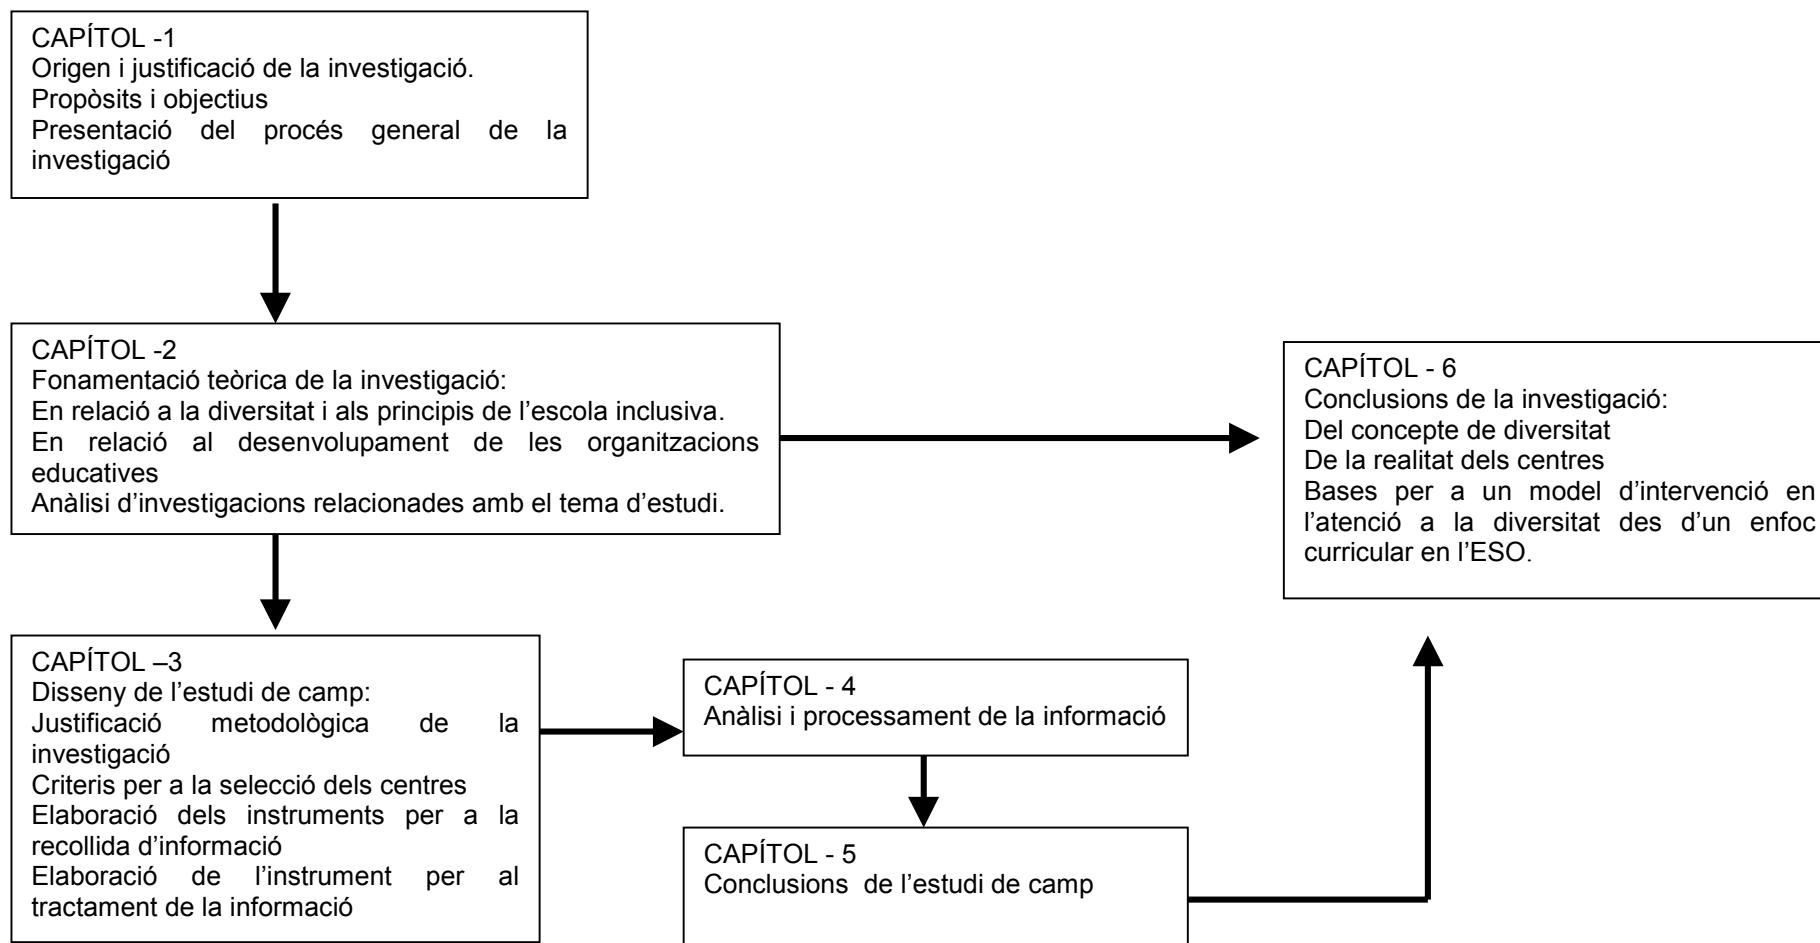 CAPÍTOL -1
Origen i justificació de la investigació.
Propòsits i objectius
Presentació del procés general de la
investigació
CAPÍTOL -2
Fonamentació teòrica de la investigació:
En relació a la diversitat i als principis de l’escola inclusiva.
En relació al desenvolupament de les organitzacions
educatives
Anàlisi d’investigacions relacionades amb el tema d’estudi.
CAPÍTOL –3
Disseny de l’estudi de camp:
Justificació metodològica de la
investigació
Criteris per a la selecció dels centres
Elaboració dels instruments per a la
recollida d’informació
Elaboració de l’instrument per al
tractament de la informació
CAPÍTOL - 4
Anàlisi i processament de la informació
CAPÍTOL - 5
Conclusions de l’estudi de camp
CAPÍTOL - 6
Conclusions de la investigació:
Del concepte de diversitat
De la realitat dels centres
Bases per a un model d’intervenció en
l’atenció a la diversitat des d’un enfoc
curricular en l’ESO.